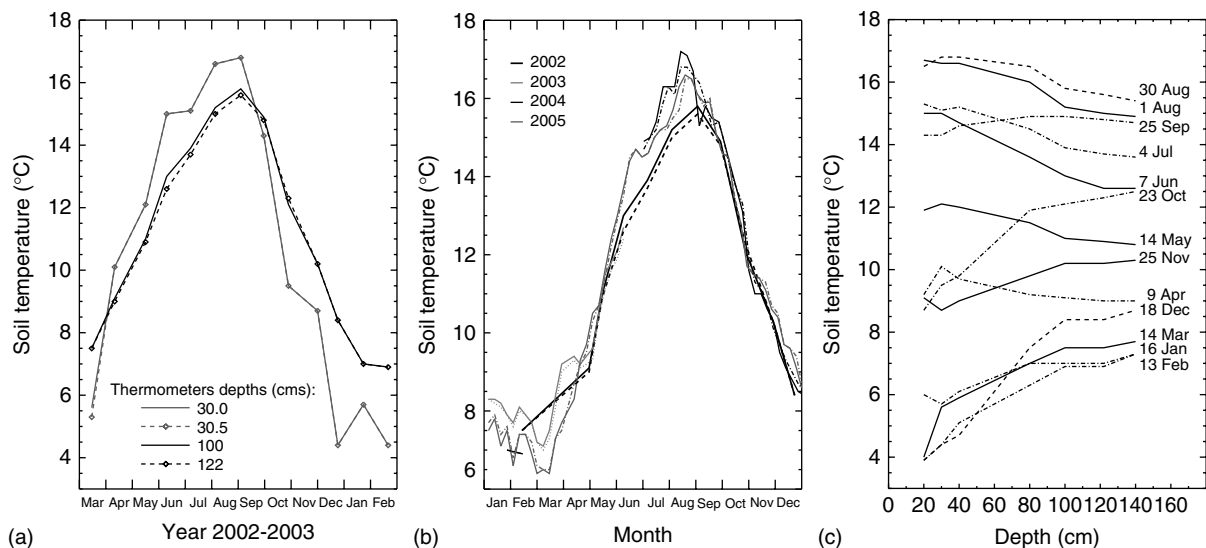 18
16
14
12
10
8
6
4
Soil temperature (°C)
Thermometers depths (cms):
30.0
30.5
100
122
Mar Apr May Jun Jul Aug Sep Oct Nov Dec Jan Feb
(a) Year 2002-2003
18
16
14
12
10
8
6
Soil temperature (°C)
2002
2003
2004
2005
Jan Feb Mar Apr May Jun Jul Aug Sep Oct Nov Dec
(b) Month
18
16
14
12
10
8
6
4
Soil temperature (°C)
30 Aug
1 Aug
25 Sep
4 Jul
7 Jun
23 Oct
14 May
25 Nov
9 Apr
18 Dec
14 Mar
16 Jan
13 Feb
0 20 40 60 80 100 120 140 160
(c) Depth (cm)